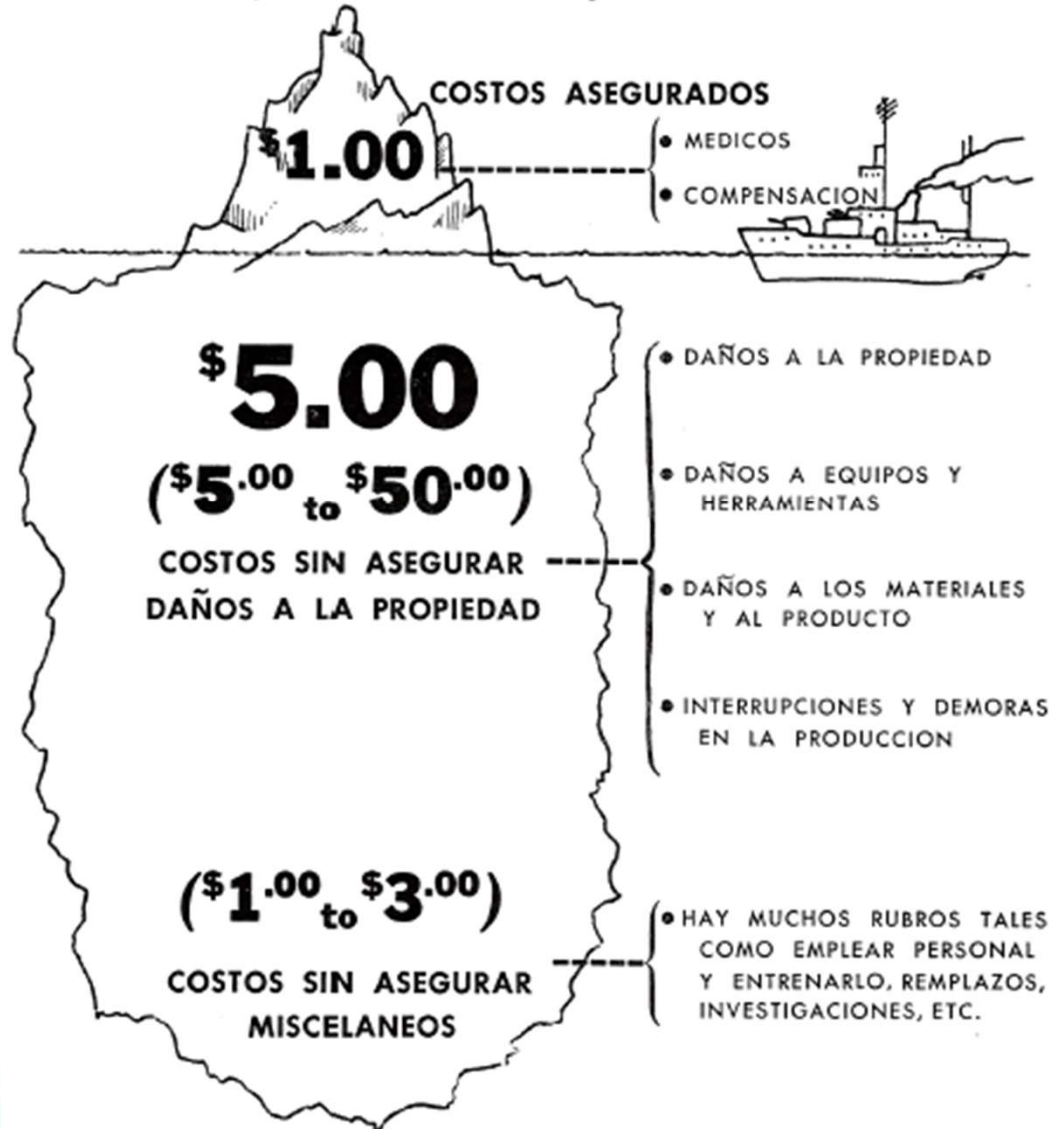 COSTOS ASEGURADOS
$1.00
• MEDICOS
• COMPENSACION
$5.00
($5.00 to $50.00)
COSTOS SIN ASEGURAR
DAÑOS A LA PROPIEDAD
• DAÑOS A LA PROPIEDAD
• DAÑOS A EQUIPOS Y
HERRAMIENTAS
• DAÑOS A LOS MATERIALES
Y AL PRODUCTO
• INTERRUPCIONES Y DEMORAS
EN LA PRODUCCION
($1.00 to $3.00)
COSTOS SIN ASEGURAR
MISCELANEOS
• HAY MUCHOS RUBROS TALES
COMO EMPLEAR PERSONAL
Y ENTRENARLO, REMPLAZOS,
INVESTIGACIONES, ETC.